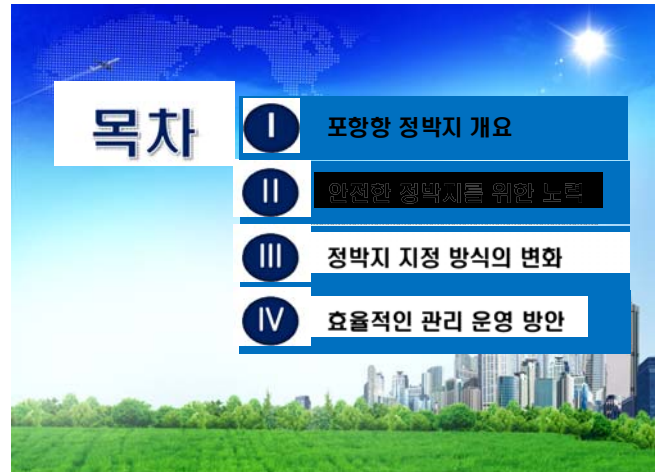 목차
I 포항항 정박지 개요
II 안전한 정박지를 위한 노력
III 정박지 지정 방식의 변화
IV 효율적인 관리 운영 방안